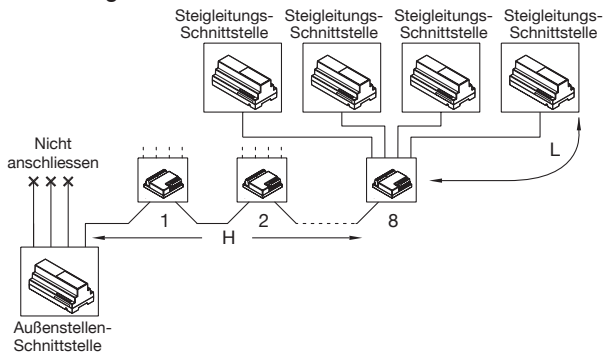 Steigleitungs-
Schnittstelle
Steigleitungs-
Schnittstelle
Steigleitungs-
Schnittstelle
Steigleitungs-
Schnittstelle
Nicht
anschliessen
L
1
2
8
H
Außenstellen-
Schnittstelle